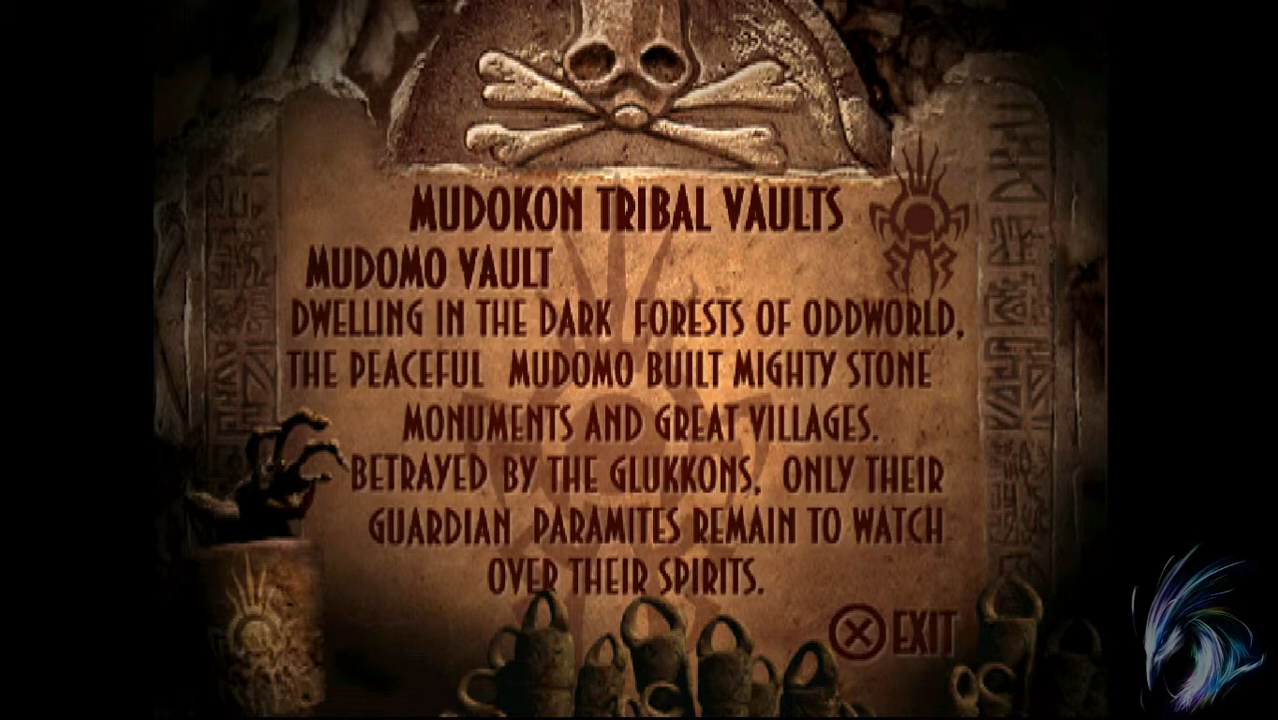 MUDOKON TRIBAL VAULTS
MUDOMO VAULT
DWELLING IN THE DARK FORESTS OF ODDWORLD,
THE PEACEFUL MUDOMO BUILT MIGHTY STONE
MONUMENTS AND GREAT VILLAGES.
BETRAYED BY THE GLUKKONS, ONLY THEIR
GUARDIAN PARAMITES REMAIN TO WATCH
OVER THEIR SPIRITS.
EXIT